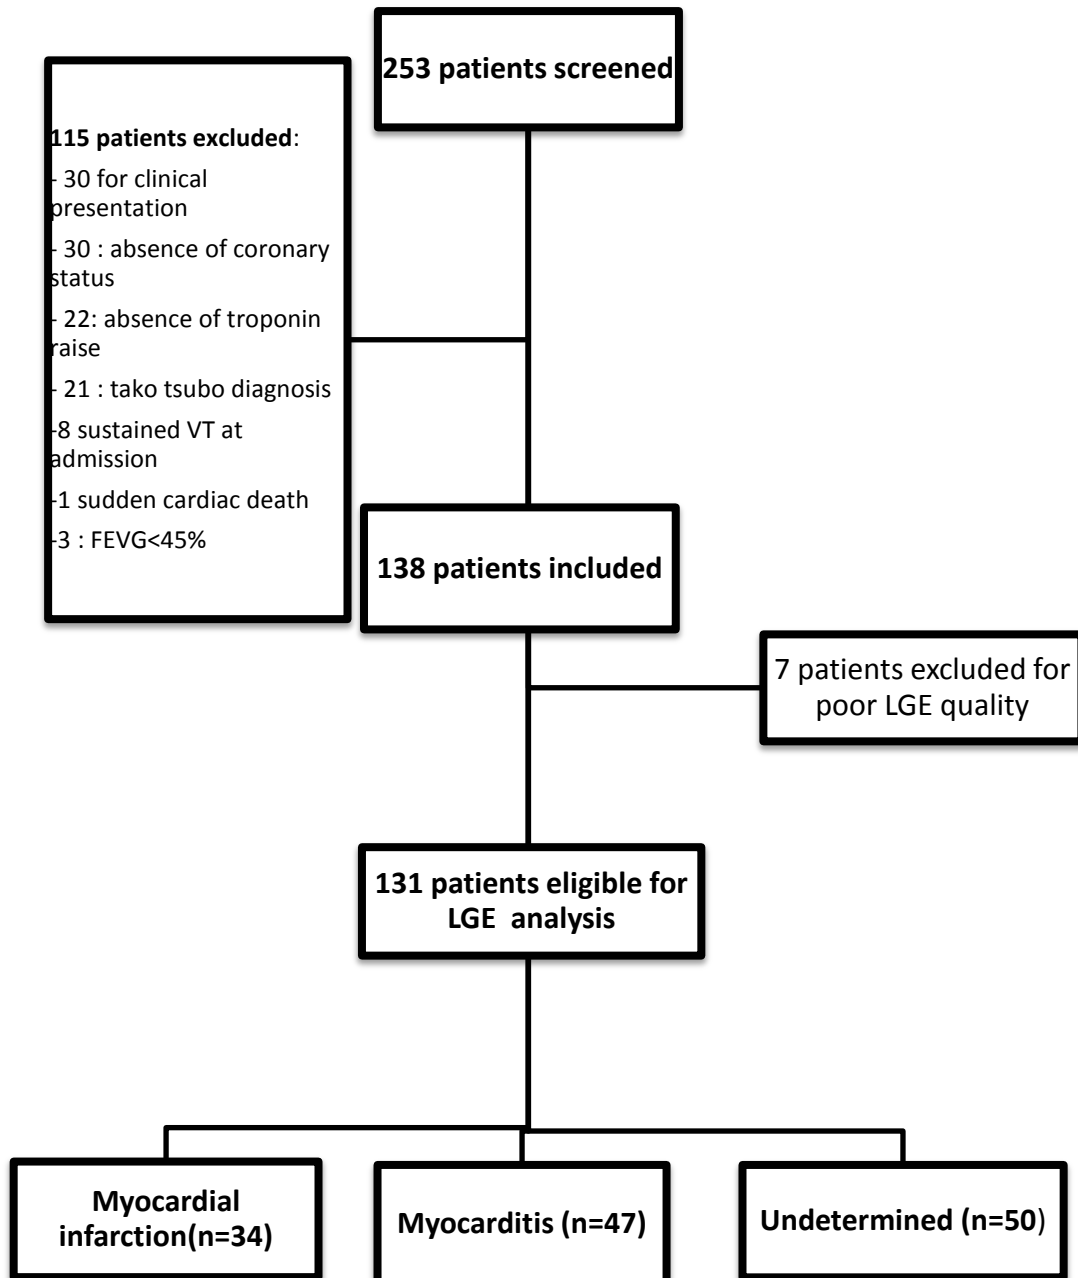 253 patients screened
115 patients excluded:
- 30 for clinical
presentation
- 30 : absence of coronary
status
- 22: absence of troponin
raise
- 21 : tako tsubo diagnosis
-8 sustained VT at
admission
-1 sudden cardiac death
-3 : FEVG<45%
138 patients included
7 patients excluded for
poor LGE quality
131 patients eligible for
LGE analysis
Myocardial
infarction(n=34)
Myocarditis (n=47)
Undetermined (n=50)